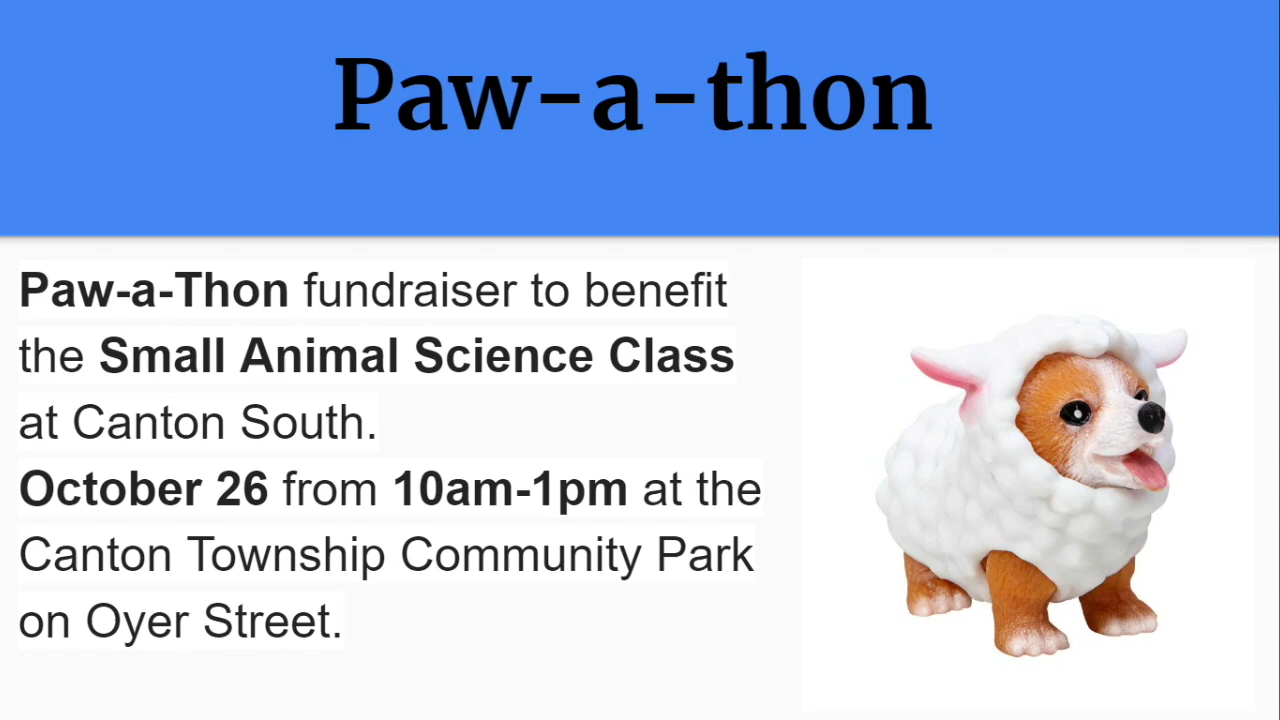 Paw-a-thon
Paw-a-Thon fundraiser to benefit
the Small Animal Science Class
at Canton South.
October 26 from 10am-1pm at the
Canton Township Community Park
on Oyer Street.